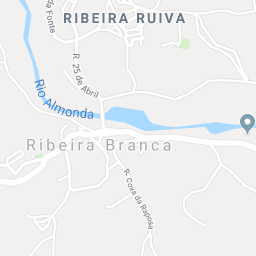 RIBEIRA RUIVA
da Fonte
R. 25 de Abril
Rio Almonda
Ribeira Branca
R. Cova da Raposa